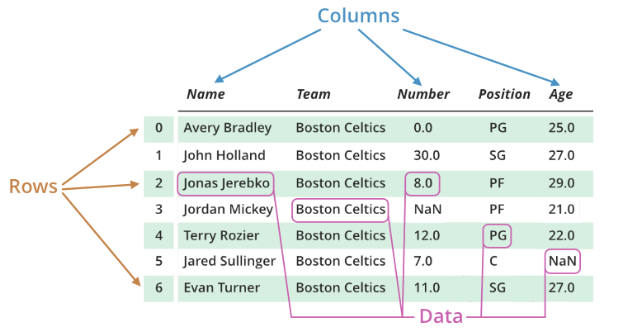 Columns
Name Team Number Position Age
0 Avery Bradley Boston Celtics 0.0 PG 25.0
1 John Holland Boston Celtics 30.0 SG 27.0
Rows
2 Jonas Jerebko Boston Celtics 8.0 PF 29.0
3 Jordan Mickey Boston Celtics NaN PF 21.0
4 Terry Rozier Boston Celtics 12.0 PG 22.0
5 Jared Sullinger Boston Celtics 7.0 C NaN
6 Evan Turner Boston Celtics 11.0 SG 27.0
Data